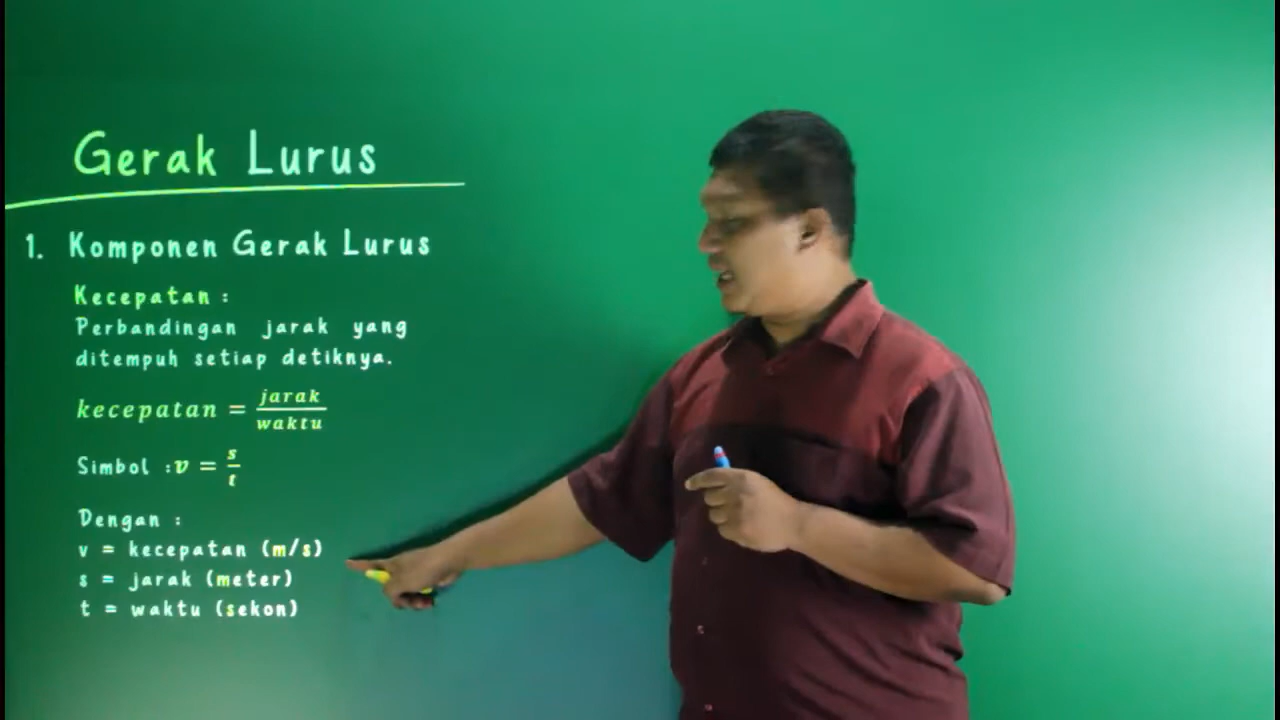 Gerak Lurus
1. Komponen Gerak Lurus
Kecepatan :
Perbandingan jarak yang
ditempuh setiap detiknya.
kecepatan = jarak/waktu
Simbol : v = s/t
Dengan :
v = kecepatan (m/s)
s = jarak (meter)
t = waktu (sekon)